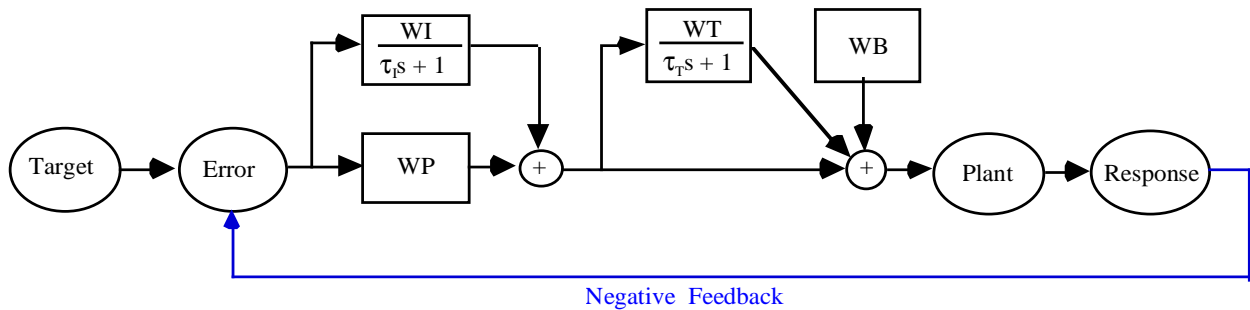 WI
τIs + 1
WT
τTs + 1
WB
Target
Error
WP
+
+
Plant
Response
Negative Feedback